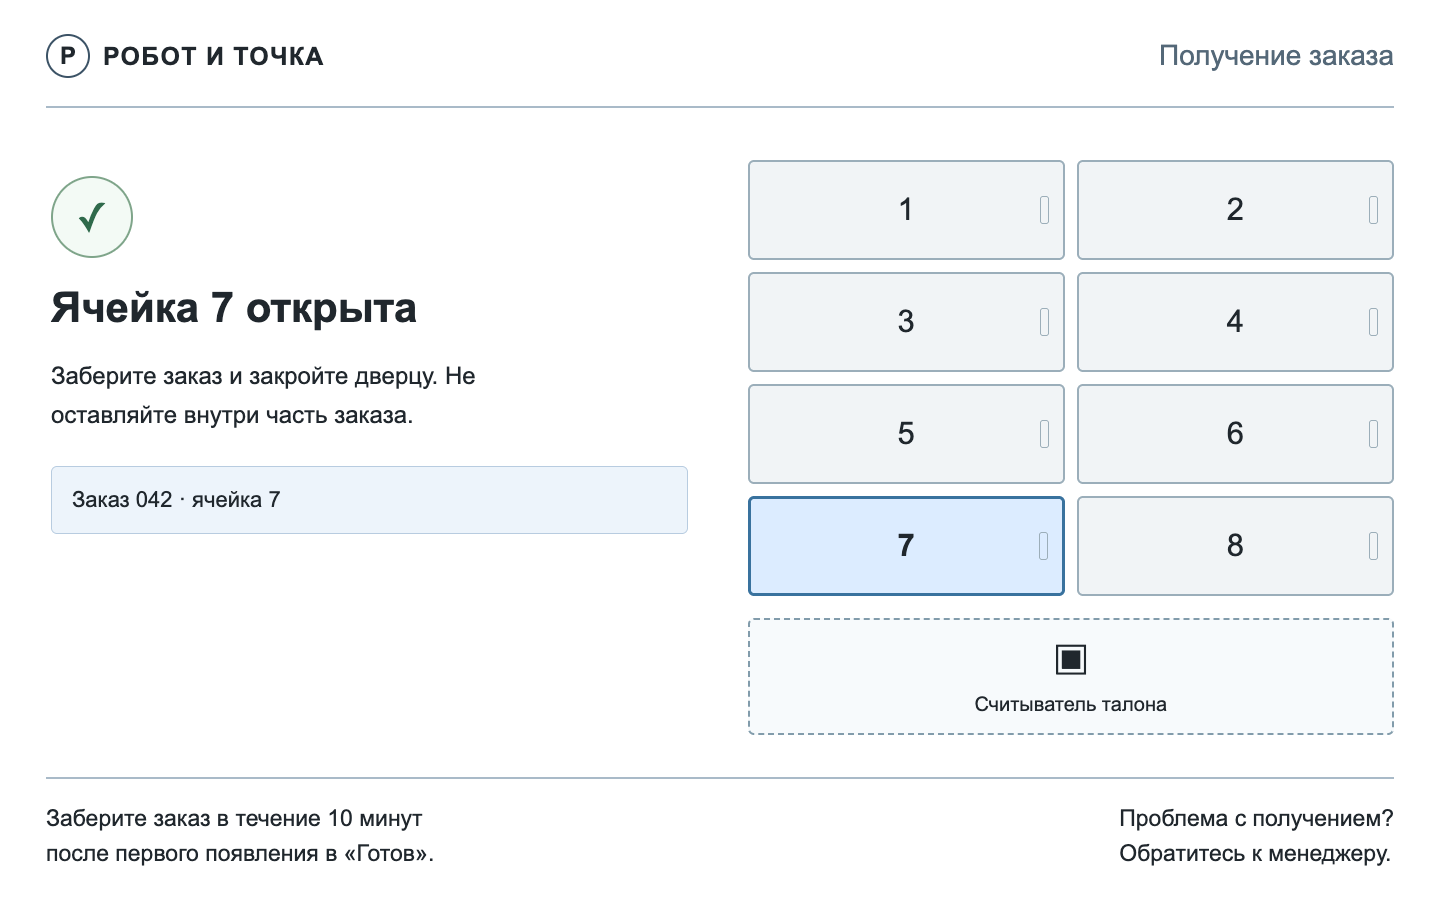 Р РОБОТ И ТОЧКА
Получение заказа
✓
Ячейка 7 открыта
Заберите заказ и закройте дверцу. Не
оставляйте внутри часть заказа.
Заказ 042 · ячейка 7
1
2
3
4
5
6
7
8
Считыватель талона
Заберите заказ в течение 10 минут
после первого появления в «Готов».
Проблема с получением?
Обратитесь к менеджеру.